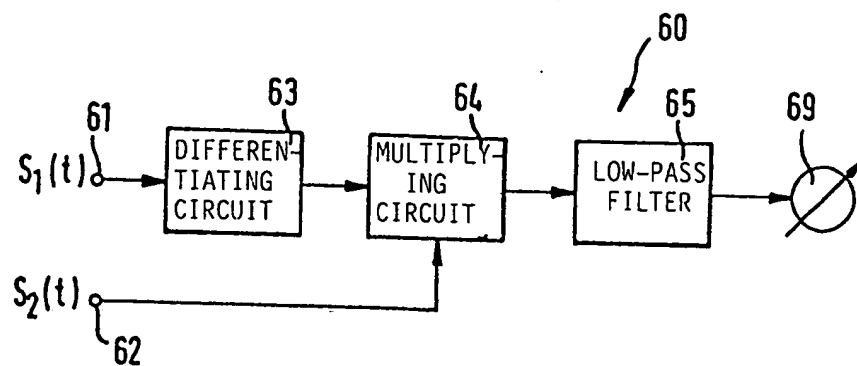 60
61
63
64
65
69
S₁(t)
DIFFEREN-
TIATING
CIRCUIT
MULTIPLY-
ING
CIRCUIT
LOW-PASS
FILTER
S₂(t)
62